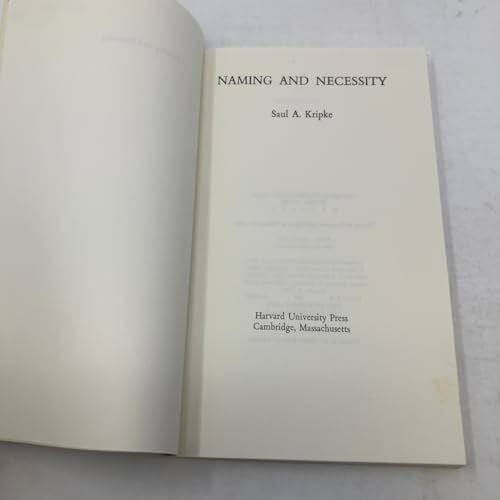 NAMING AND NECESSITY
Saul A. Kripke
Harvard University Press
Cambridge, Massachusetts